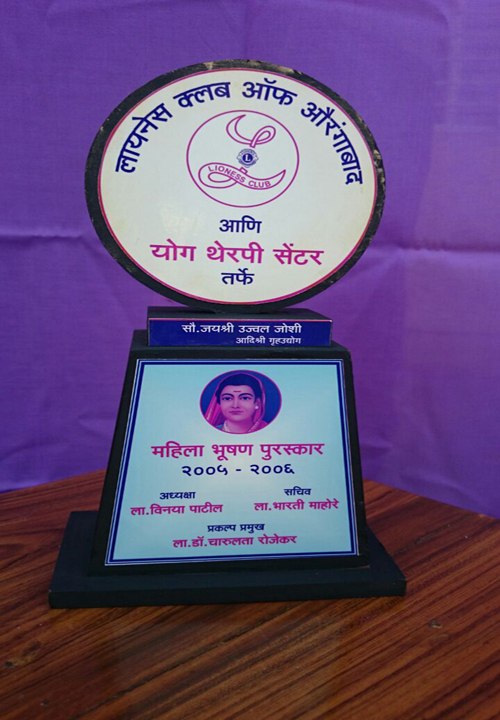 लायनेस क्लब ऑफ औरंगाबाद
L
LIONESS CLUB
आणि
योग थेरपी सेंटर
तर्फे
सौ.जयश्री उज्वल जोशी
आदिश्री गृहउद्योग
महिला भूषण पुरस्कार
२००५ - २००६
अध्यक्षा सचिव
ला.विनया पाटील ला.भारती माहोरे
प्रकल्प प्रमुख
ला.डॉ.चारुलता रोजेकर